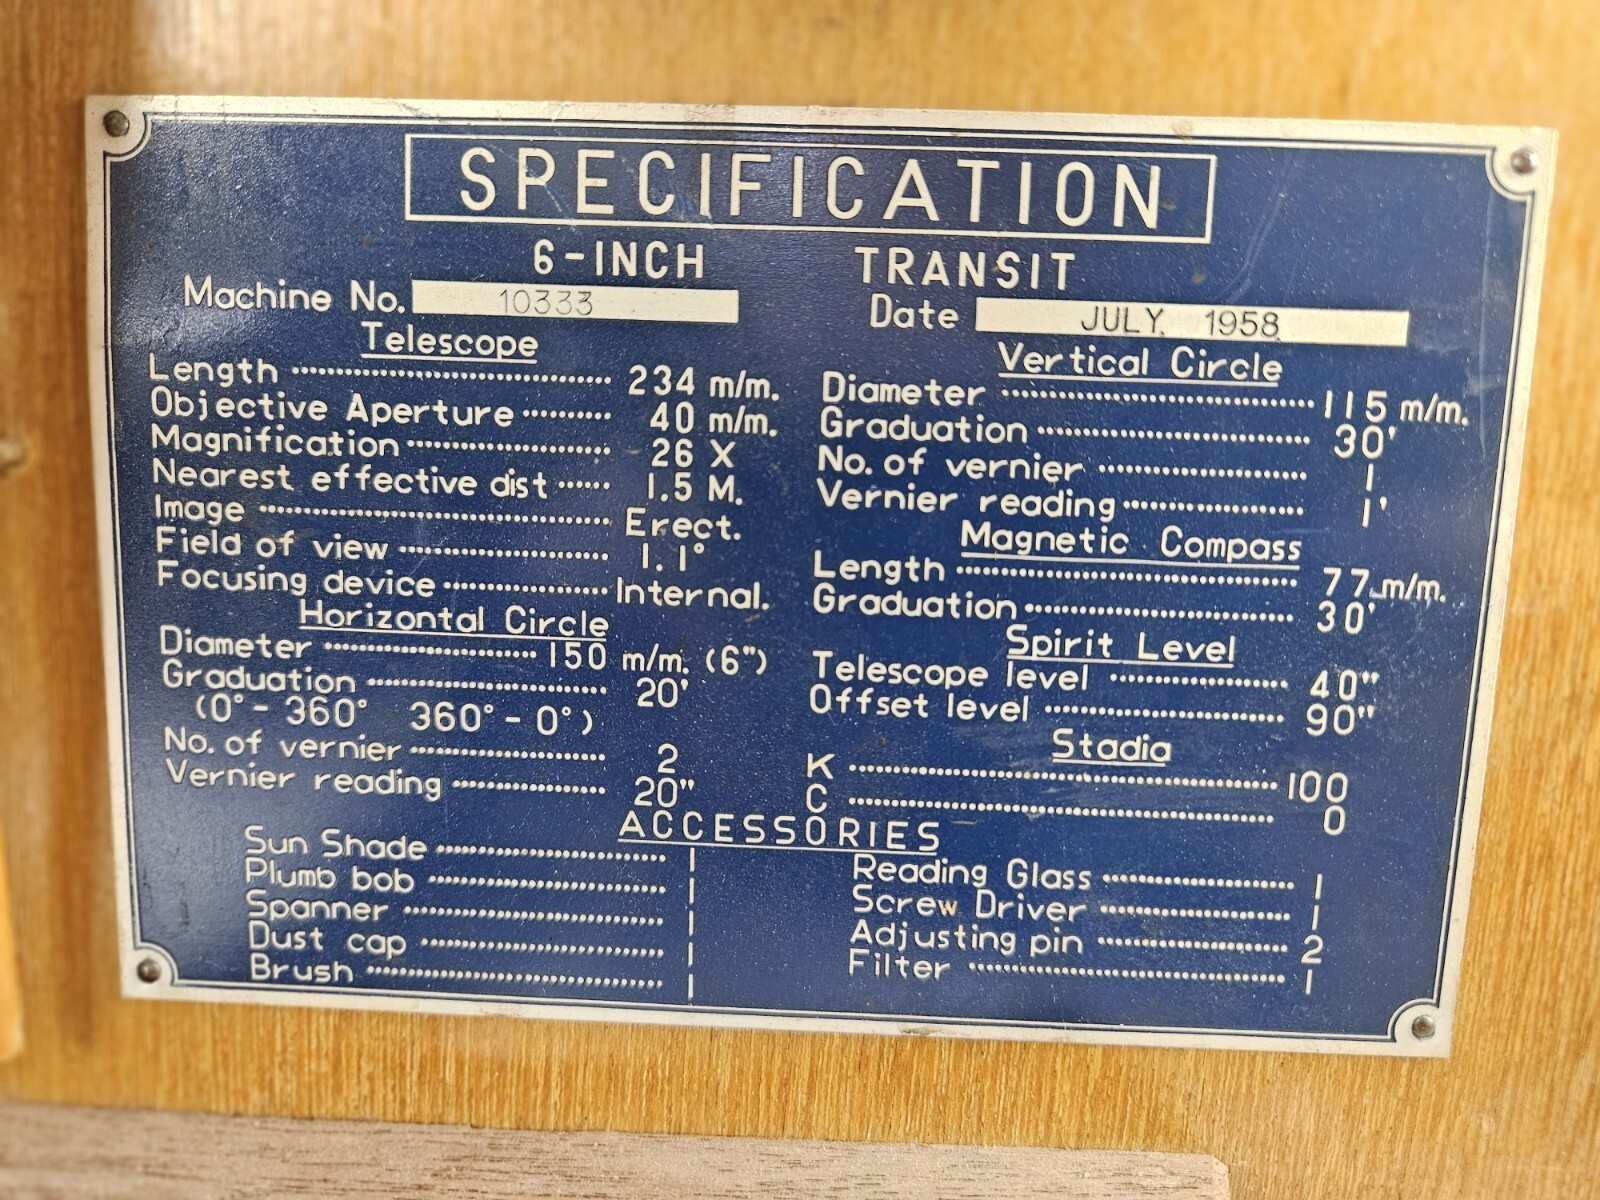 SPECIFICATION
6-INCH TRANSIT
Machine No. 10333
Date JULY. 1958
Telescope
Length 234 m/m.
Objective Aperture 40 m/m.
Magnification 26 X
Nearest effective dist 1.5 M.
Image Erect.
Field of view 1.1°
Focusing device Internal.
Horizontal Circle
Diameter 150 m/m. (6")
Graduation 20'
(0°- 360° 360°- 0°)
No. of vernier 2
Vernier reading 20"
Vertical Circle
Diameter 115 m/m.
Graduation 30'
No. of vernier 1
Vernier reading 1'
Magnetic Compass
Length 77 m/m.
Graduation 30'
Spirit Level
Telescope level 40"
Offset level 90"
Stadia
K 100
C 0
ACCESSORIES
Sun Shade 1
Plumb bob 1
Spanner 1
Dust cap 1
Brush 1
Reading Glass 1
Screw Driver 1
Adjusting pin 2
Filter 1